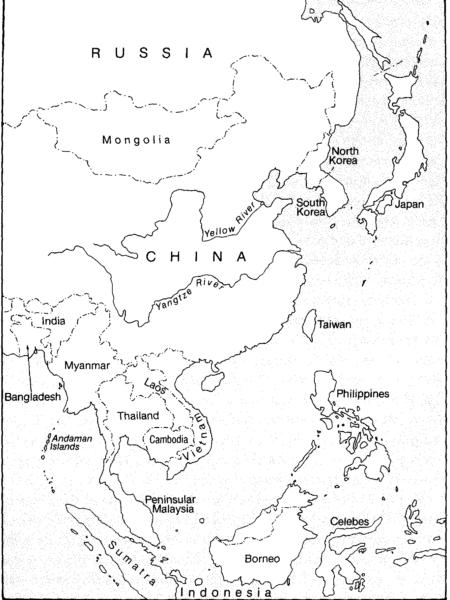 RUSSIA
Mongolia
North
Korea
South
Korea
Japan
Yellow River
CHINA
Yangtze River
India
Taiwan
Myanmar
Bangladesh
Laos
Philippines
Thailand
Vietnam
Cambodia
Andaman
Islands
Peninsular
Malaysia
Celebes
Sumatra
Borneo
Indonesia